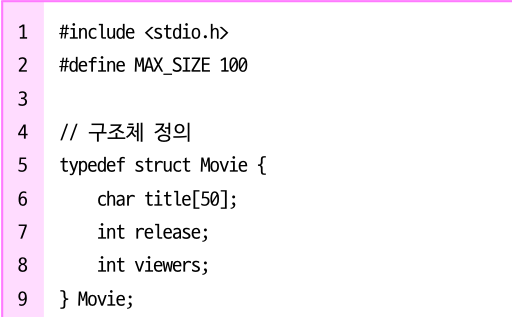 1 #include <stdio.h>
2 #define MAX_SIZE 100
3
4 // 구조체 정의
5 typedef struct Movie {
6 char title[50];
7 int release;
8 int viewers;
9 } Movie;